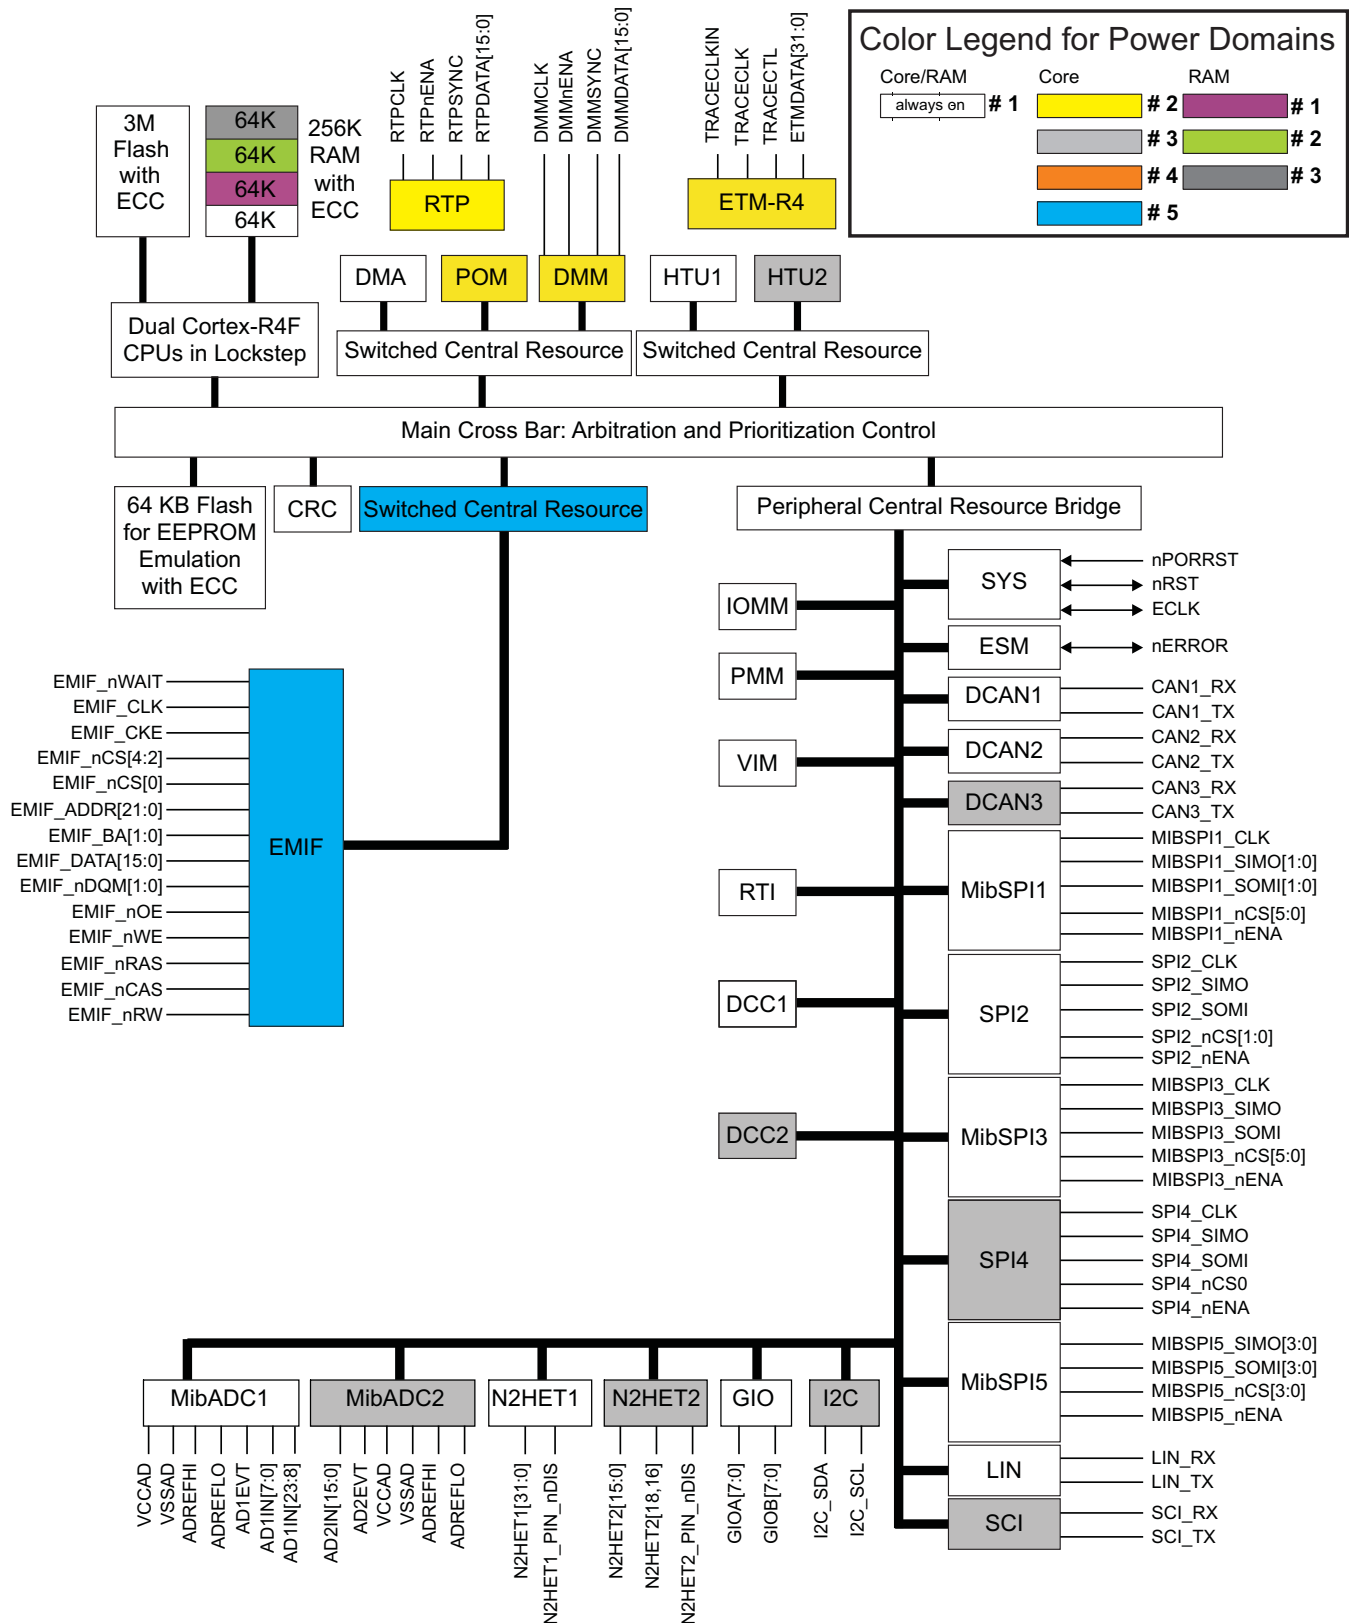 Color Legend for Power Domains
Core/RAM
Core
RAM
always on
# 1
# 2
# 1
# 3
# 2
# 4
# 3
# 5
RTPCLK
RTPnENA
RTPSYNC
RTPDATA[15:0]
DMMCLK
DMMnENA
DMMSYNC
DMMDATA[15:0]
TRACECLKIN
TRACECLK
TRACECTL
ETMDATA[31:0]
3M
Flash
with
ECC
64K
64K
64K
64K
256K
RAM
with
ECC
RTP
ETM-R4
DMA
POM
DMM
HTU1
HTU2
Dual Cortex-R4F
CPUs in Lockstep
Switched Central Resource
Switched Central Resource
Main Cross Bar: Arbitration and Prioritization Control
64 KB Flash
for EEPROM
Emulation
with ECC
CRC
Switched Central Resource
Peripheral Central Resource Bridge
EMIF_nWAIT
EMIF_CLK
EMIF_CKE
EMIF_nCS[4:2]
EMIF_nCS[0]
EMIF_ADDR[21:0]
EMIF_BA[1:0]
EMIF_DATA[15:0]
EMIF_nDQM[1:0]
EMIF_nOE
EMIF_nWE
EMIF_nRAS
EMIF_nCAS
EMIF_nRW
EMIF
IOMM
PMM
VIM
RTI
DCC1
DCC2
SYS
nPORRST
nRST
ECLK
ESM
nERROR
DCAN1
CAN1_RX
CAN1_TX
DCAN2
CAN2_RX
CAN2_TX
DCAN3
CAN3_RX
CAN3_TX
MibSPI1
MIBSPI1_CLK
MIBSPI1_SIMO[1:0]
MIBSPI1_SOMI[1:0]
MIBSPI1_nCS[5:0]
MIBSPI1_nENA
SPI2
SPI2_CLK
SPI2_SIMO
SPI2_SOMI
SPI2_nCS[1:0]
SPI2_nENA
MibSPI3
MIBSPI3_CLK
MIBSPI3_SIMO
MIBSPI3_SOMI
MIBSPI3_nCS[5:0]
MIBSPI3_nENA
SPI4
SPI4_CLK
SPI4_SIMO
SPI4_SOMI
SPI4_nCS0
SPI4_nENA
MibSPI5
MIBSPI5_SIMO[3:0]
MIBSPI5_SOMI[3:0]
MIBSPI5_nCS[3:0]
MIBSPI5_nENA
LIN
LIN_RX
LIN_TX
SCI
SCI_RX
SCI_TX
MibADC1
MibADC2
N2HET1
N2HET2
GIO
I2C
VCCAD
VSSAD
ADREFHI
ADREFLO
AD1EVT
AD1IN[7:0]
AD1IN[23:8]
AD2IN[15:0]
AD2EVT
VCCAD
VSSAD
ADREFHI
ADREFLO
N2HET1[31:0]
N2HET1_PIN_nDIS
N2HET2[15:0]
N2HET2[18,16]
N2HET2_PIN_nDIS
GIOA[7:0]
GIOB[7:0]
I2C_SDA
I2C_SCL